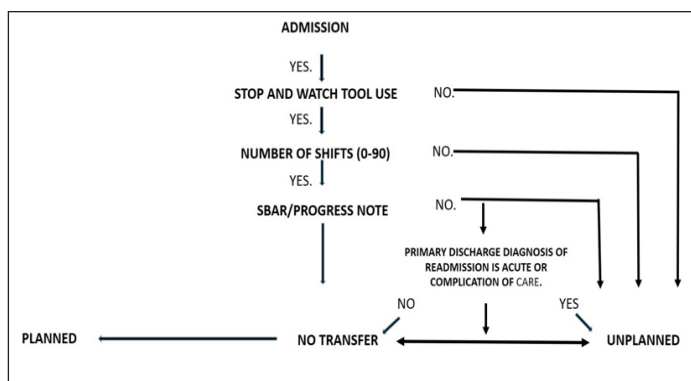 ADMISSION
YES.
STOP AND WATCH TOOL USE NO.
YES.
NUMBER OF SHIFTS (0-90) NO.
YES.
SBAR/PROGRESS NOTE NO.
PRIMARY DISCHARGE DIAGNOSIS OF
READMISSION IS ACUTE OR
COMPLICATION OF CARE.
NO YES
PLANNED NO TRANSFER UNPLANNED